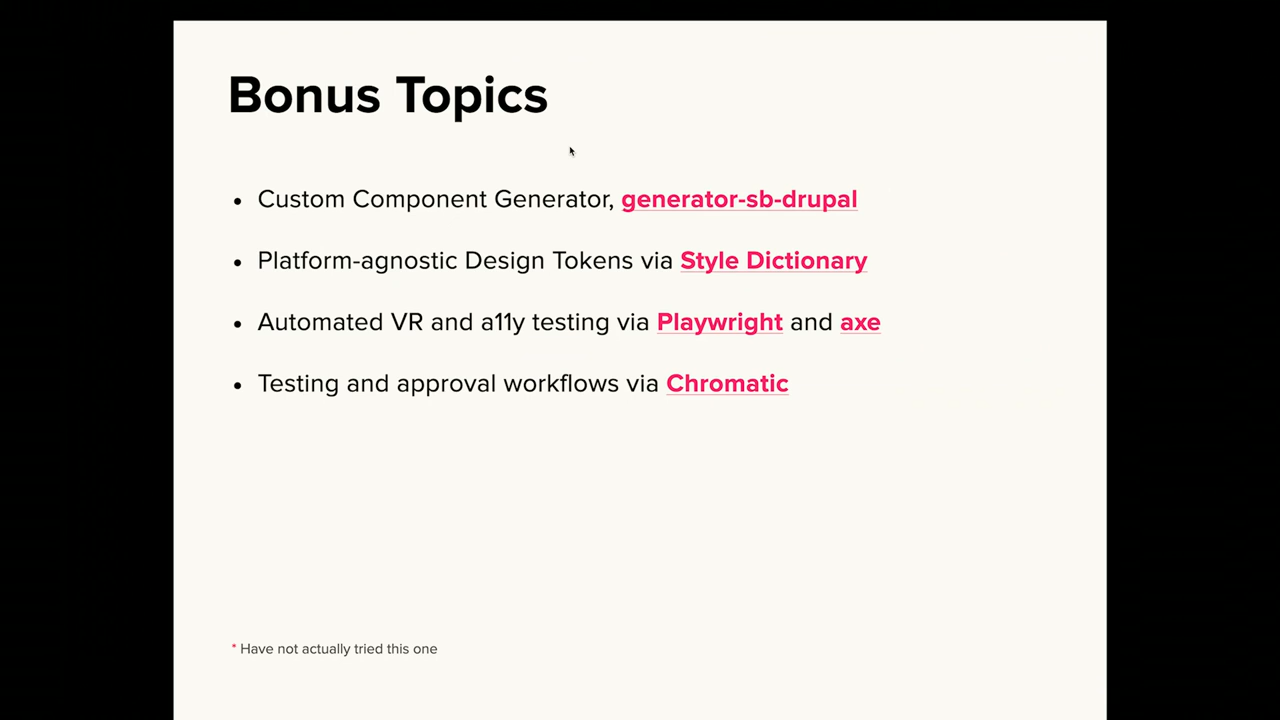 Bonus Topics
• Custom Component Generator, generator-sb-drupal
• Platform-agnostic Design Tokens via Style Dictionary
• Automated VR and a11y testing via Playwright and axe
• Testing and approval workflows via Chromatic
* Have not actually tried this one